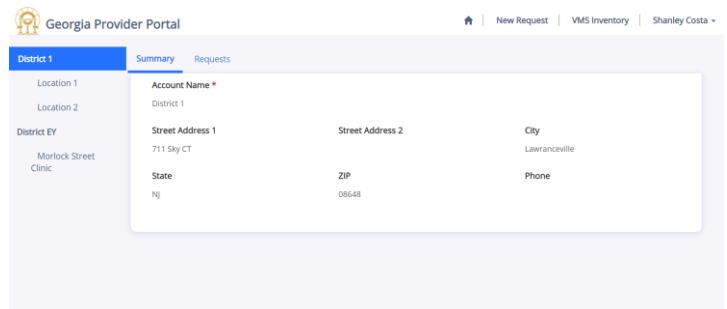 Georgia Provider Portal
New Request
VMS Inventory
Shanley Costa
District 1
Location 1
Location 2
District EY
Morlock Street
Clinic
Summary
Requests
Account Name *
District 1
Street Address 1
Street Address 2
City
711 Sky CT
Lawranceville
State
ZIP
Phone
NJ
08648